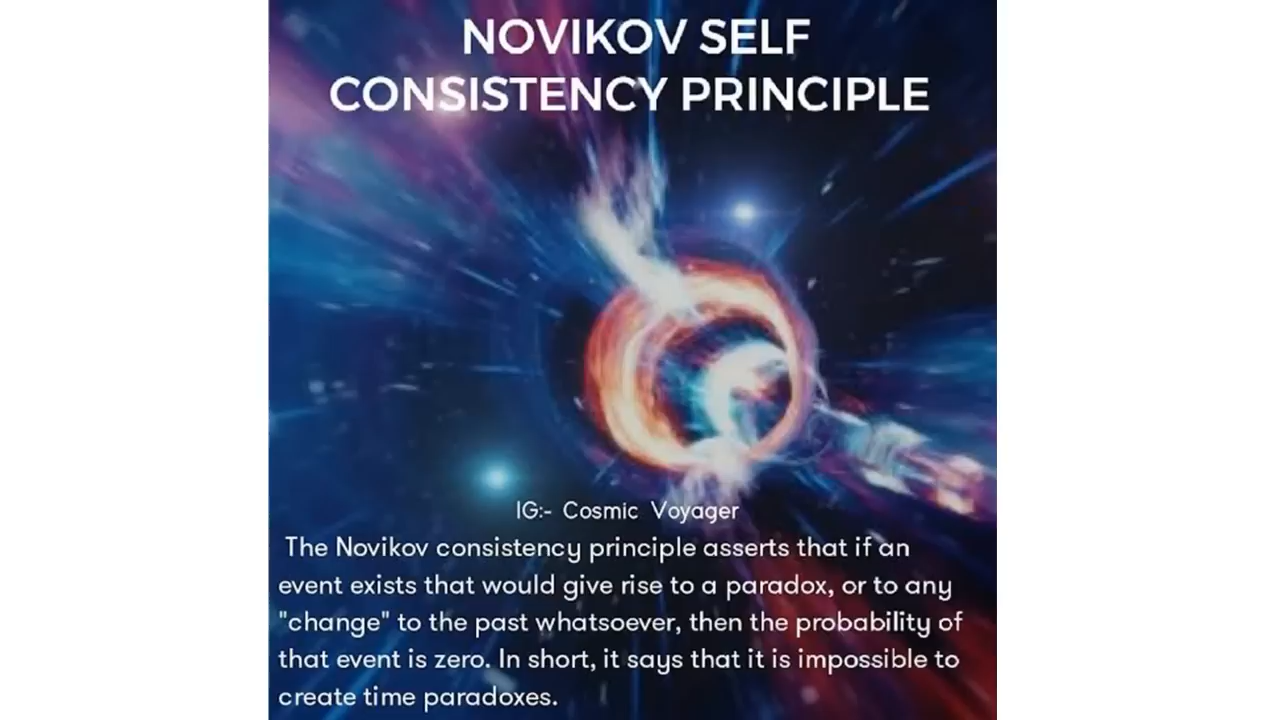 NOVIKOV SELF
CONSISTENCY PRINCIPLE
IG:- Cosmic Voyager
The Novikov consistency principle asserts that if an
event exists that would give rise to a paradox, or to any
"change" to the past whatsoever, then the probability of
that event is zero. In short, it says that it is impossible to
create time paradoxes.